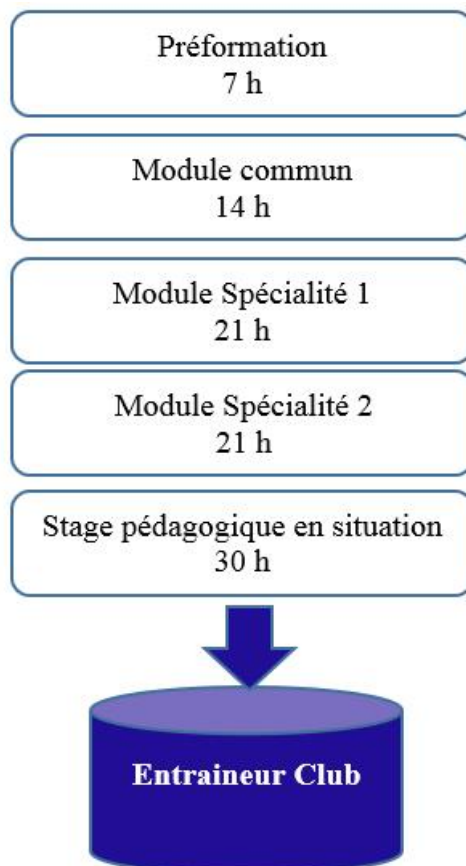 Préformation
7 h
Module commun
14 h
Module Spécialité 1
21 h
Module Spécialité 2
21 h
Stage pédagogique en situation
30 h
Entraineur Club